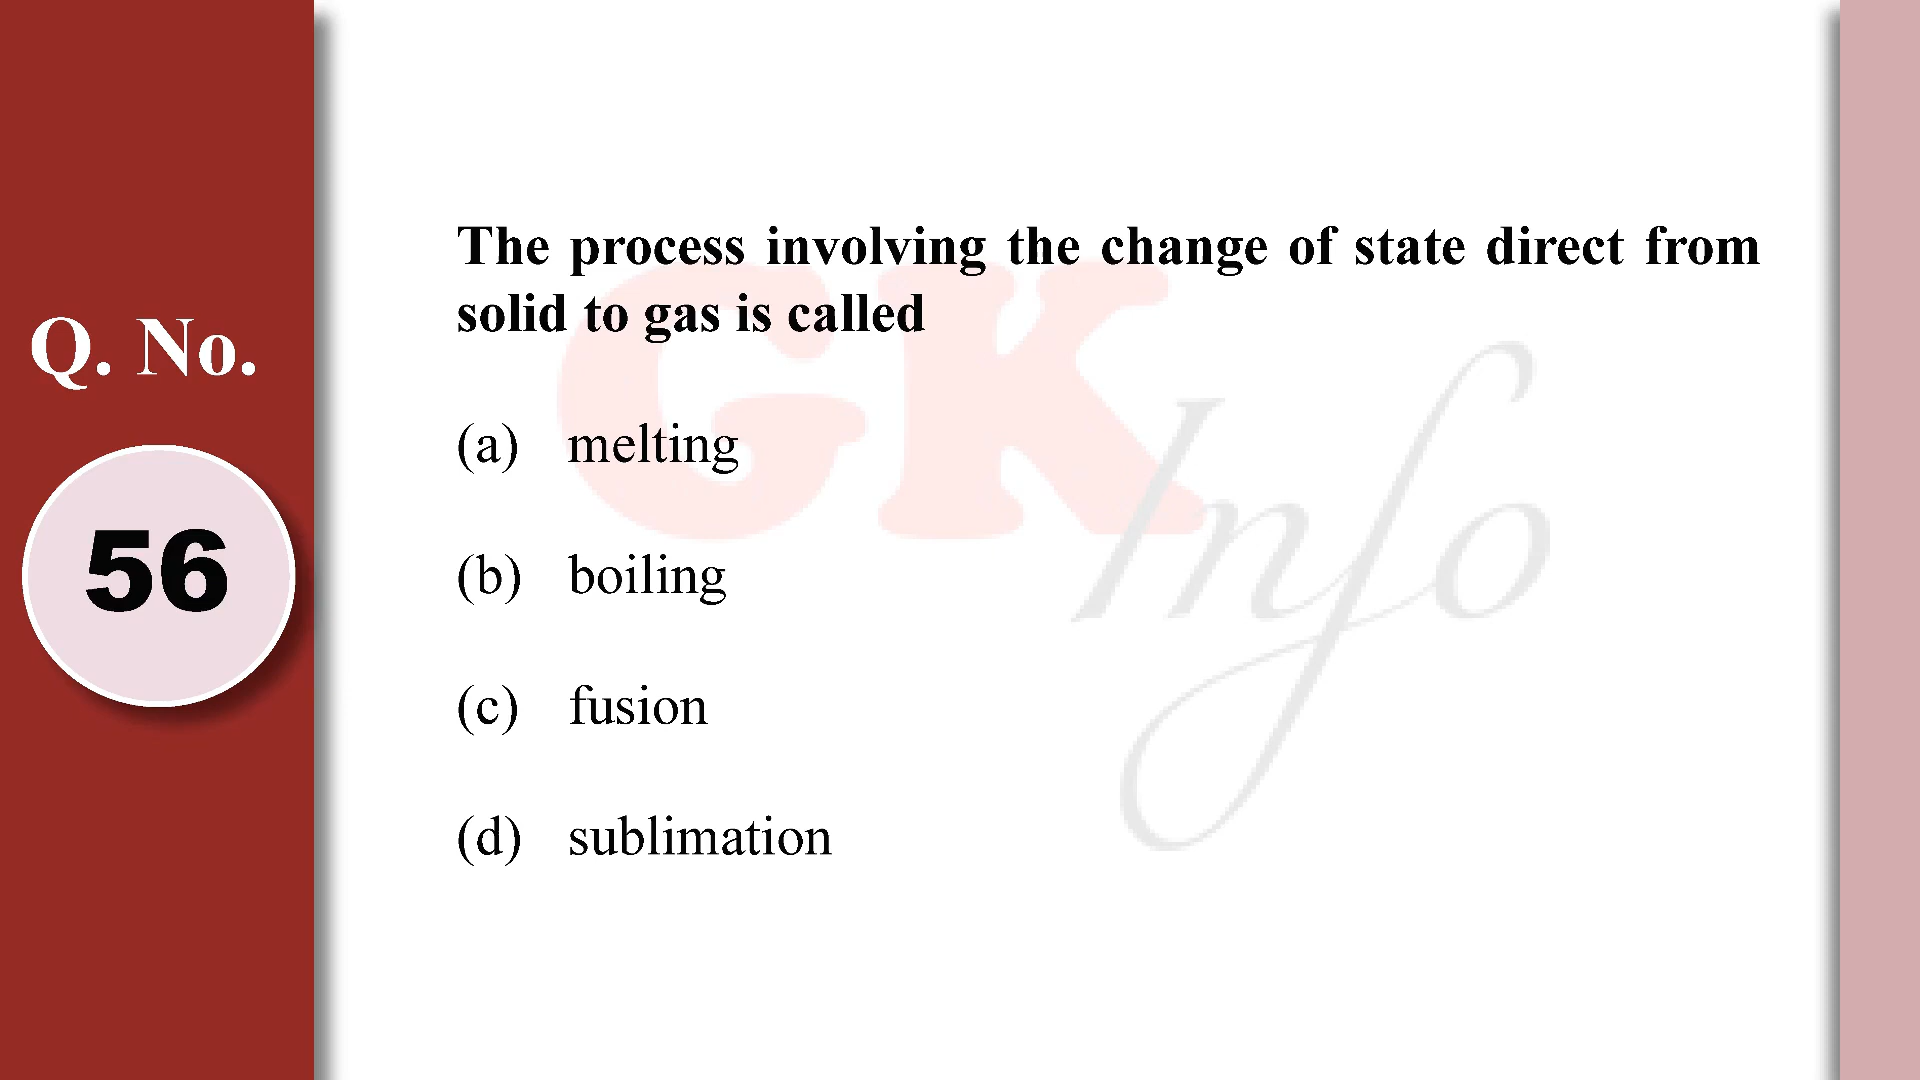 Q. No.
56
The process involving the change of state direct from
solid to gas is called
(a) melting
(b) boiling
(c) fusion
(d) sublimation
GK
Info